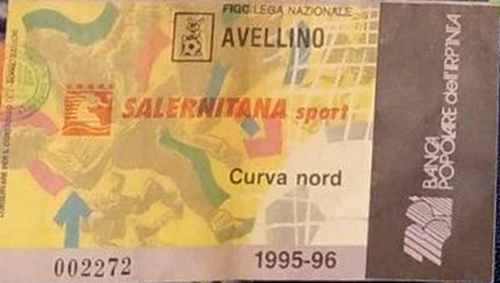 FIGC LEGA NAZIONALE
AVELLINO
SALERNITANA sport
Curva nord
002272
1995-96
BANCA
POPOLARE dell'IRPINIA